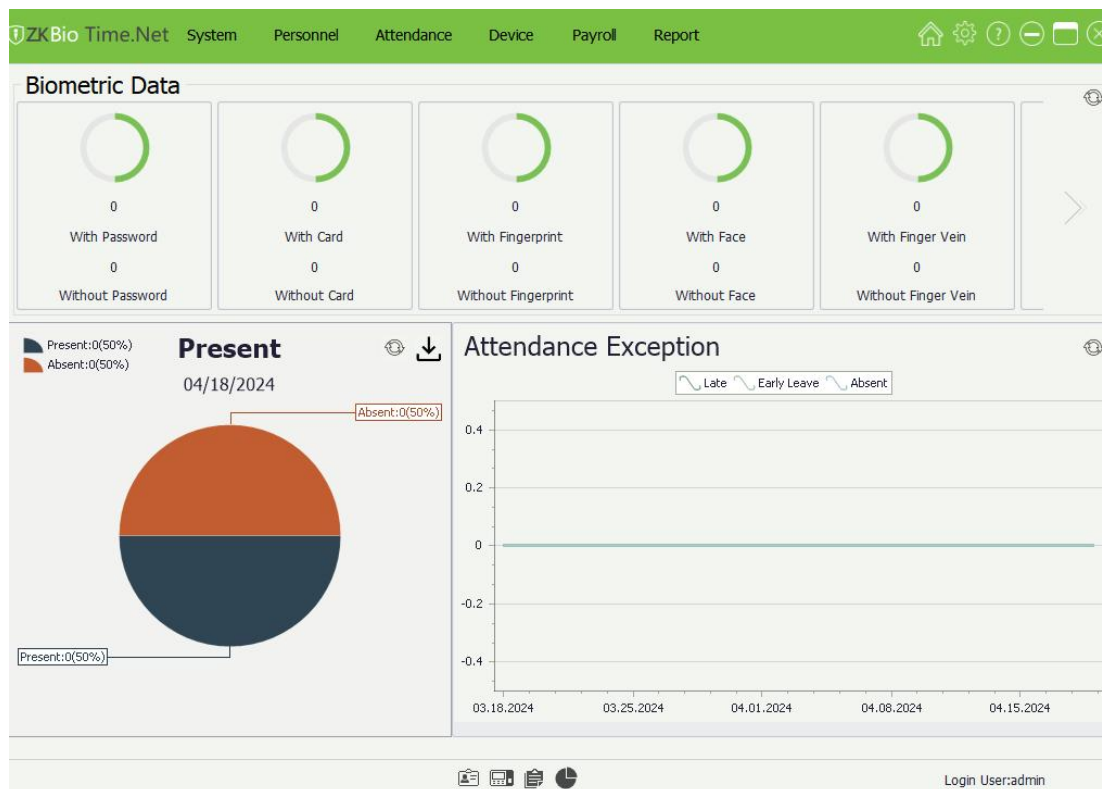 ZKBio Time.Net System Personnel Attendance Device Payroll Report
Biometric Data
0 0 0 0 0
With Password With Card With Fingerprint With Face With Finger Vein
0 0 0 0 0
Without Password Without Card Without Fingerprint Without Face Without Finger Vein
Present:0(50%)
Absent:0(50%)
Present
04/18/2024
Absent:0(50%)
Present:0(50%)
Attendance Exception
Late Early Leave Absent
0.4
0.2
0
-0.2
-0.4
03.18.2024 03.25.2024 04.01.2024 04.08.2024 04.15.2024
Login User:admin